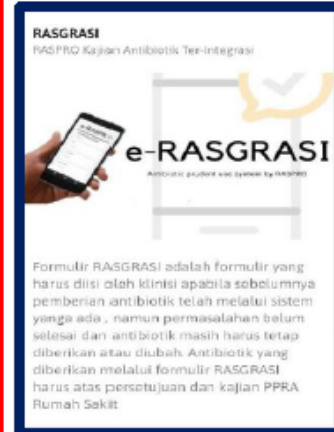 RASGRASI
RASPRO Kajian Antibiotik Ter-integrasi
e-RASGRASI
Antibiotic prudent use system by RASPRO
Formulir RASGRASI adalah formulir yang
harus diisi oleh klinisi apabila sebelumnya
pemberian antibiotik telah melalui sistem
yanga ada , namun permasalahan belum
selesai dan antibiotik masih harus tetap
diberikan atau diubah. Antibiotik yang
diberikan melalui formulir RASGRASI
harus atas persetujuan dan kajian PPRA
Rumah Sakit